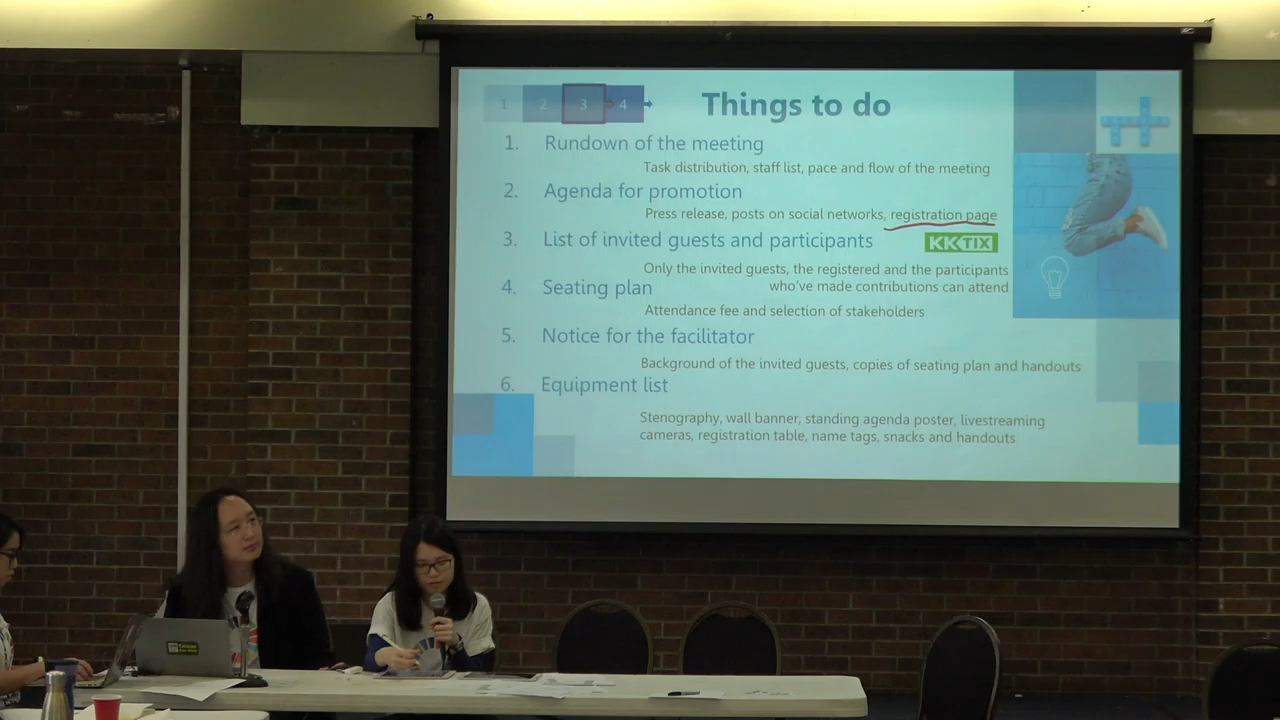 1 2 3 4
Things to do
1. Rundown of the meeting
Task distribution, staff list, pace and flow of the meeting
2. Agenda for promotion
Press release, posts on social networks, registration page
3. List of invited guests and participants
KKTIX
Only the invited guests, the registered and the participants
who've made contributions can attend
4. Seating plan
Attendance fee and selection of stakeholders
5. Notice for the facilitator
Background of the invited guests, copies of seating plan and handouts
6. Equipment list
Stenography, wall banner, standing agenda poster, livestreaming
cameras, registration table, name tags, snacks and handouts